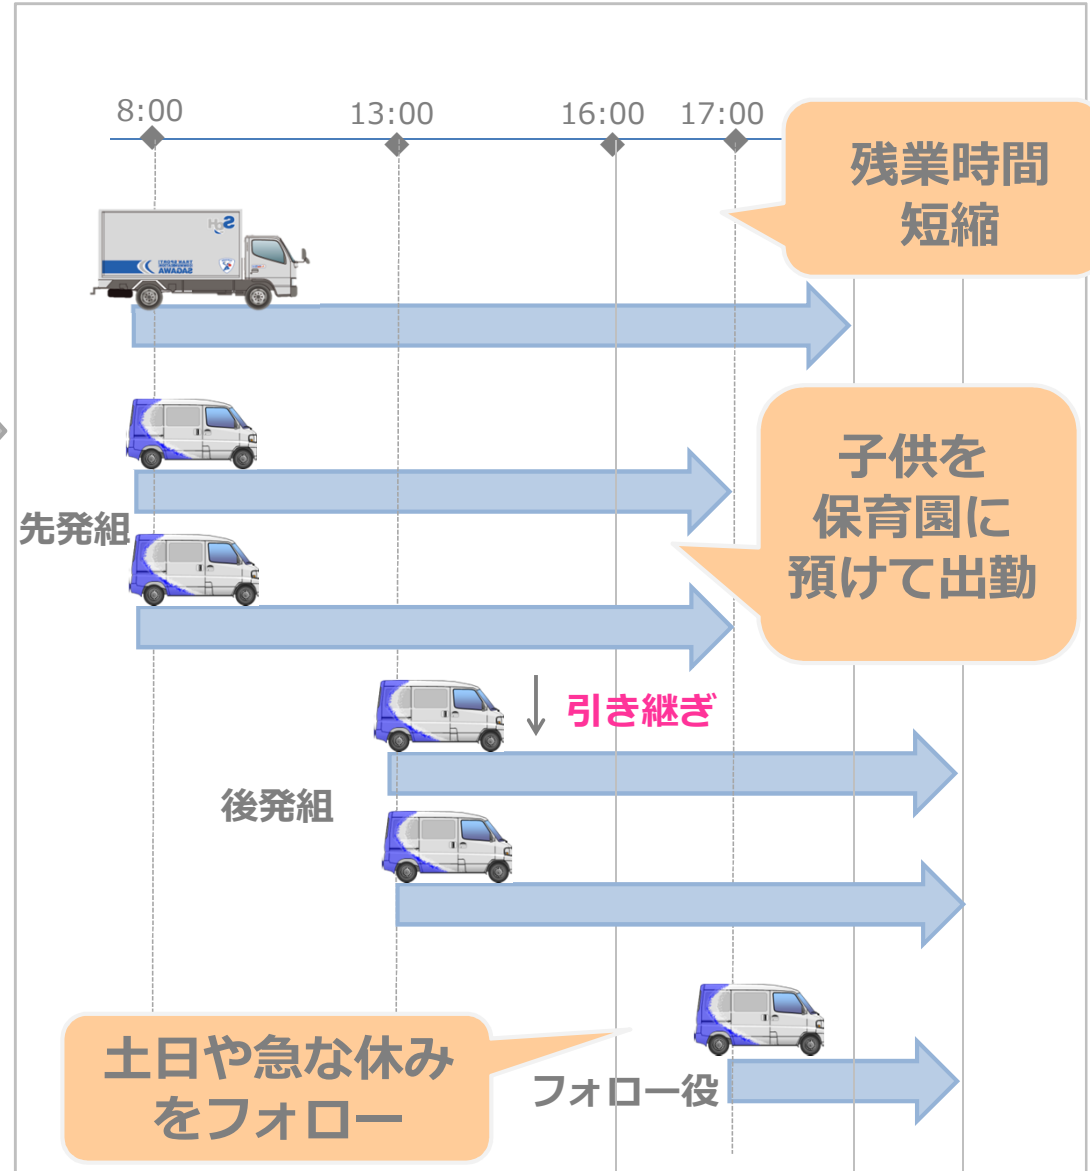 8:00
13:00
16:00
17:00
残業時間
短縮
SGH
SAGAWA
子供を
保育園に
預けて出勤
先発組
引き継ぎ
後発組
土日や急な休み
をフォロー
フォロー役